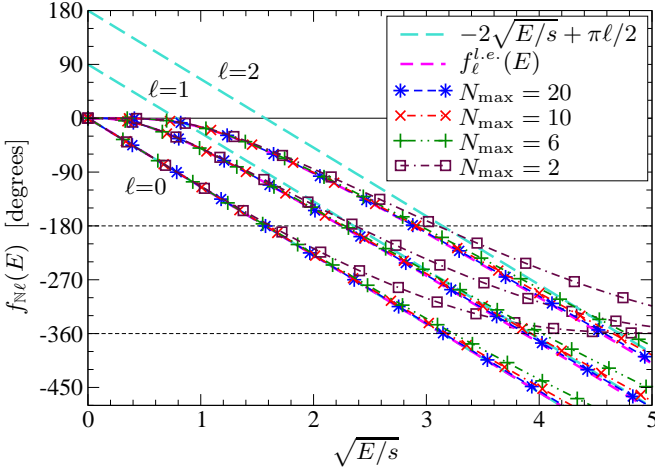 180
90
0
-90
-180
-270
-360
-450
f_{ℕℓ}(E) [degrees]
ℓ=2
ℓ=1
ℓ=0
−2√E/s + πℓ/2
f_ℓ^{l.e.}(E)
N_max = 20
N_max = 10
N_max = 6
N_max = 2
0 1 2 3 4 5
√E/s